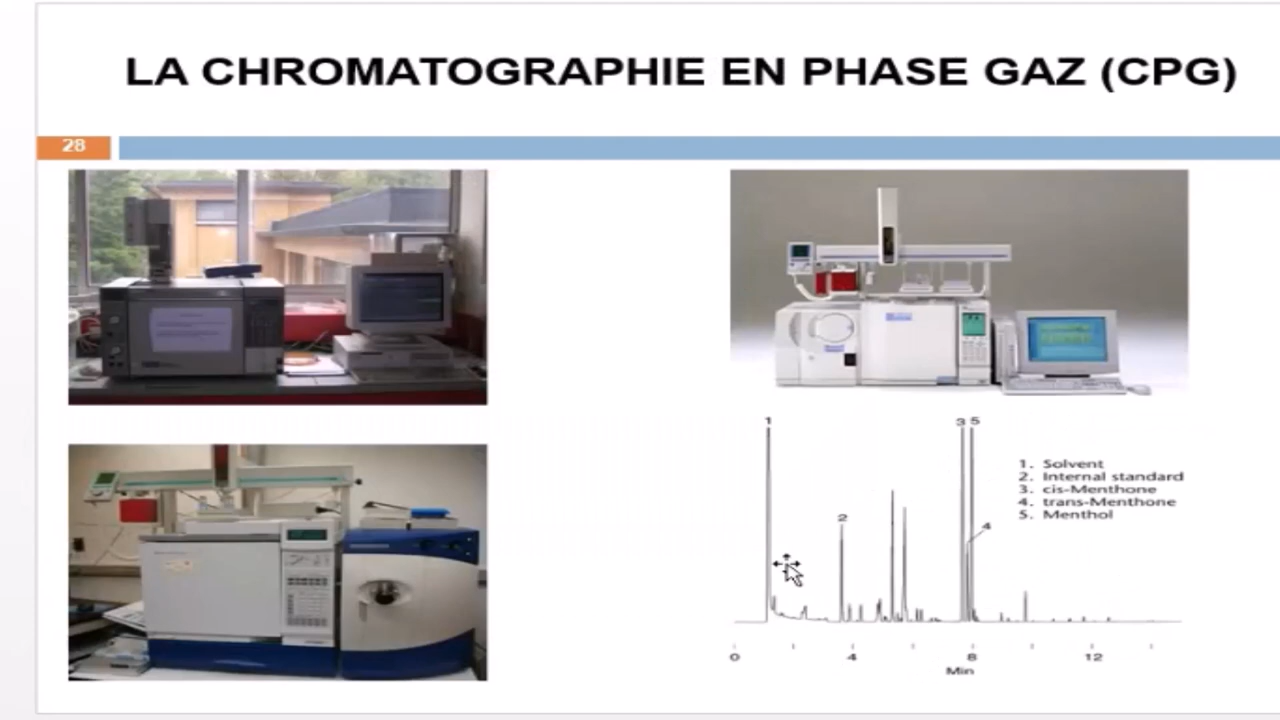 LA CHROMATOGRAPHIE EN PHASE GAZ (CPG)
28
1
2
3 5
4
1. Solvent
2. Internal standard
3. cis-Menthone
4. trans-Menthone
5. Menthol
0 4 8 12
Min